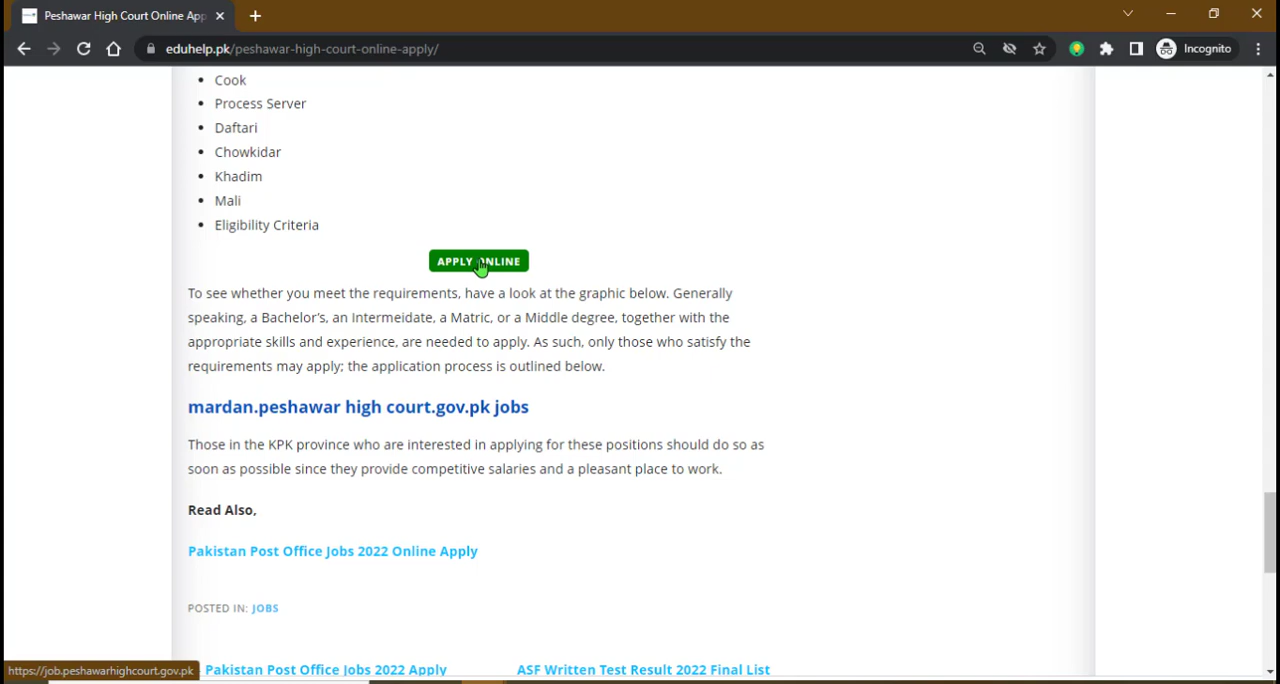 Peshawar High Court Online App
eduhelp.pk/peshawar-high-court-online-apply/
Incognito
Cook
Process Server
Daftari
Chowkidar
Khadim
Mali
Eligibility Criteria
APPLY ONLINE
To see whether you meet the requirements, have a look at the graphic below. Generally
speaking, a Bachelor's, an Intermeidate, a Matric, or a Middle degree, together with the
appropriate skills and experience, are needed to apply. As such, only those who satisfy the
requirements may apply; the application process is outlined below.
mardan.peshawar high court.gov.pk jobs
Those in the KPK province who are interested in applying for these positions should do so as
soon as possible since they provide competitive salaries and a pleasant place to work.
Read Also,
Pakistan Post Office Jobs 2022 Online Apply
POSTED IN: JOBS
https://job.peshawarhighcourt.gov.pk Pakistan Post Office Jobs 2022 Apply ASF Written Test Result 2022 Final List